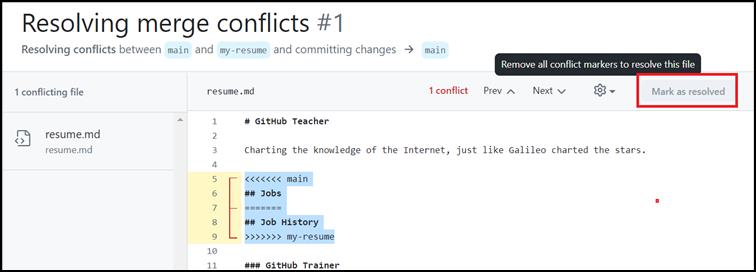 Resolving merge conflicts #1
Resolving conflicts between main and my-resume and committing changes → main
Remove all conflict markers to resolve this file
1 conflicting file
resume.md
1 conflict Prev Next Mark as resolved
resume.md
resume.md
1 # GitHub Teacher
2
3 Charting the knowledge of the Internet, just like Galileo charted the stars.
4
5 <<<<<<< main
6 ## Jobs
7 =======
8 ## Job History
9 >>>>>>> my-resume
10
11 ### GitHub Trainer